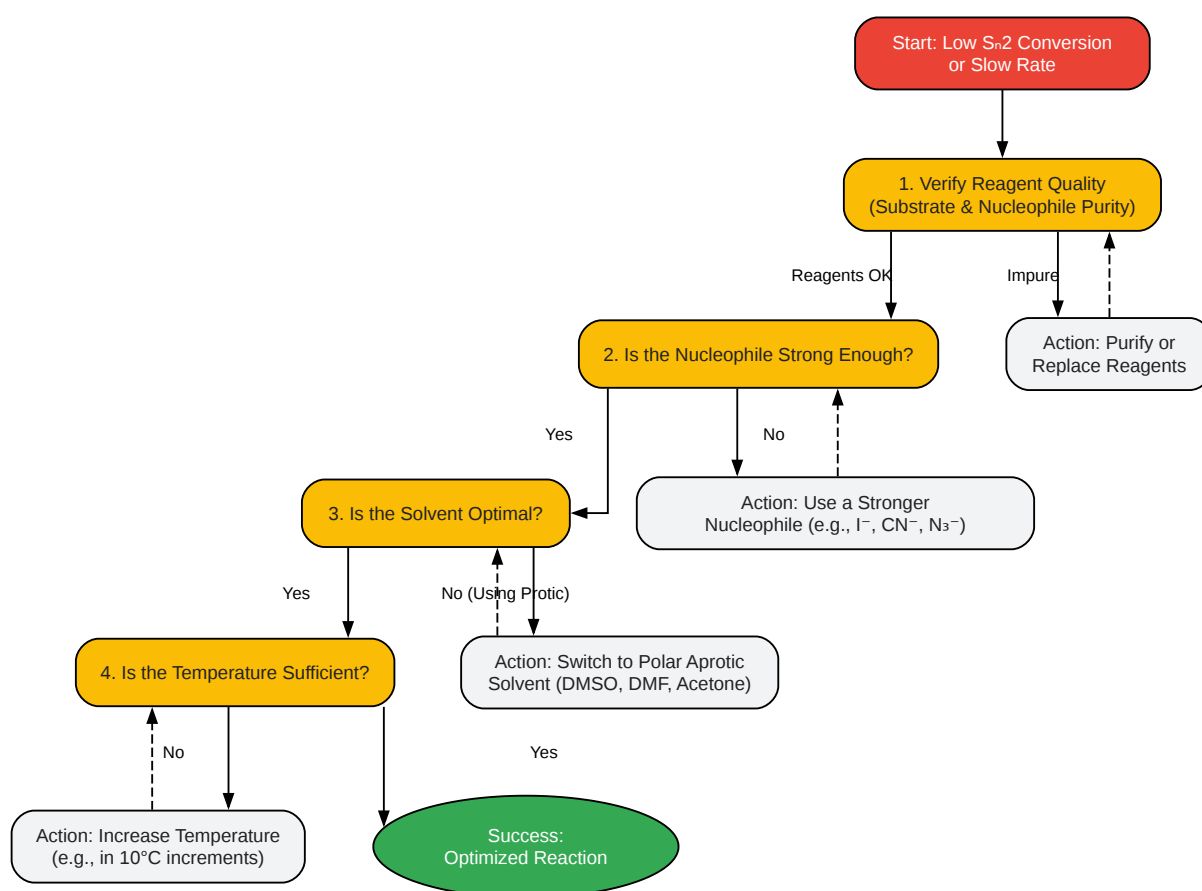 Start: Low Sₙ2 Conversion
or Slow Rate
1. Verify Reagent Quality
(Substrate & Nucleophile Purity)
Reagents OK
Impure
Action: Purify or
Replace Reagents
2. Is the Nucleophile Strong Enough?
Yes
No
Action: Use a Stronger
Nucleophile (e.g., I⁻, CN⁻, N₃⁻)
3. Is the Solvent Optimal?
Yes
No (Using Protic)
Action: Switch to Polar Aprotic
Solvent (DMSO, DMF, Acetone)
4. Is the Temperature Sufficient?
No
Yes
Action: Increase Temperature
(e.g., in 10°C increments)
Success:
Optimized Reaction